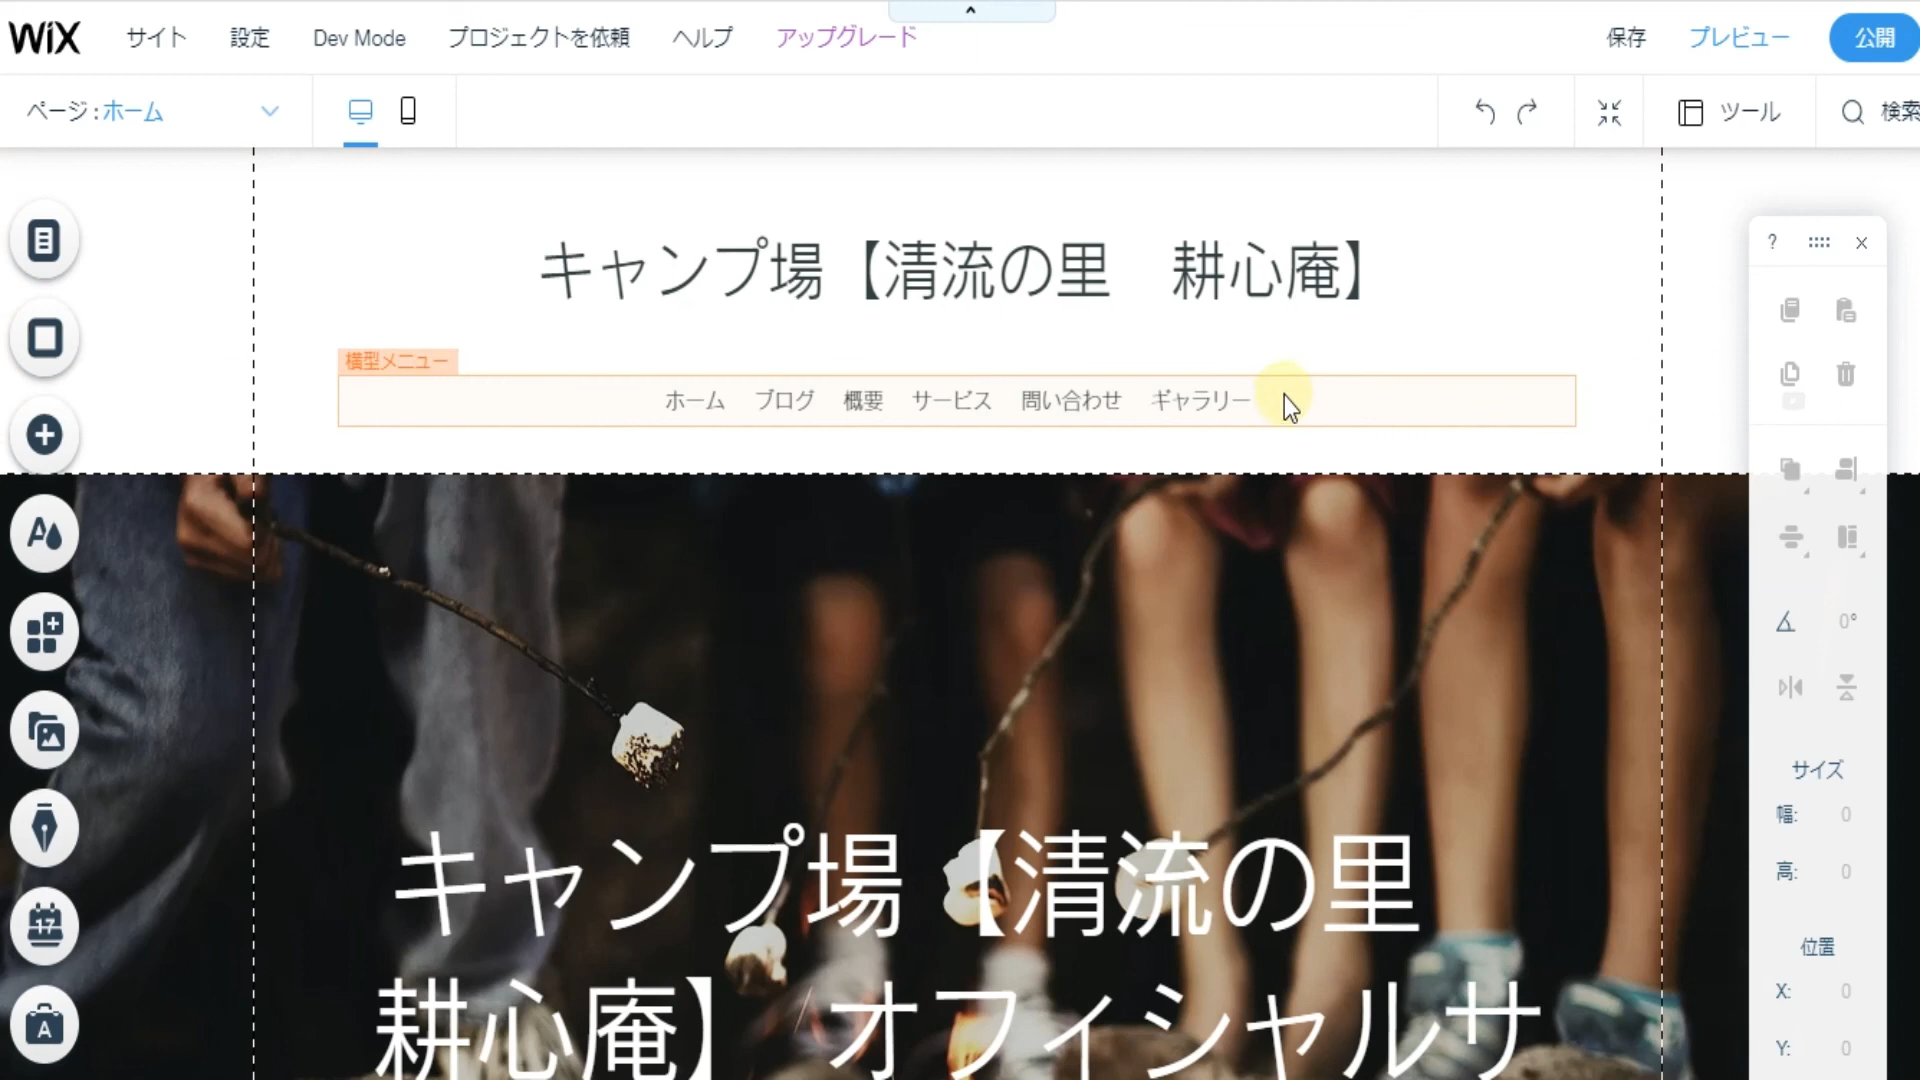 WiX サイト 設定 Dev Mode プロジェクトを依頼 ヘルプ アップグレード 保存 プレビュー 公開
ページ : ホーム ツール 検索
キャンプ場【清流の里　耕心庵】
横型メニュー
ホーム ブログ 概要 サービス 問い合わせ ギャラリー
?
0°
サイズ
幅: 0
高: 0
位置
X: 0
Y: 0
17
A
キャンプ場【清流の里
耕心庵】 オフィシャルサ